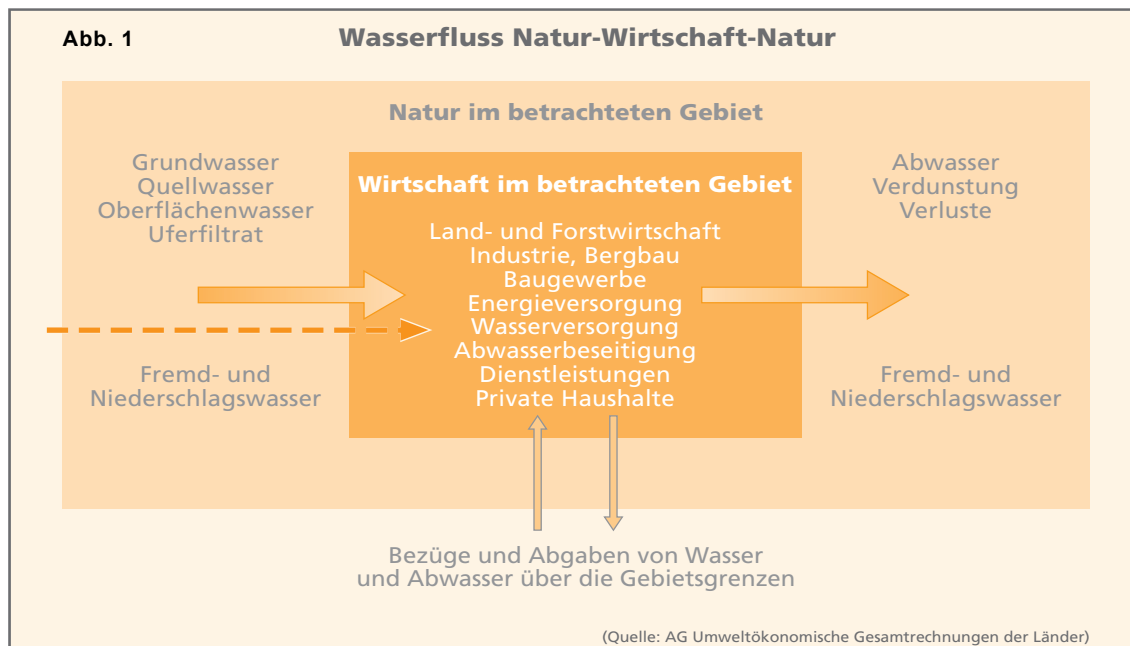 Abb. 1
Wasserfluss Natur-Wirtschaft-Natur
Natur im betrachteten Gebiet
Grundwasser
Quellwasser
Oberflächenwasser
Uferfiltrat
Fremd- und
Niederschlagswasser
Wirtschaft im betrachteten Gebiet
Land- und Forstwirtschaft
Industrie, Bergbau
Baugewerbe
Energieversorgung
Wasserversorgung
Abwasserbeseitigung
Dienstleistungen
Private Haushalte
Abwasser
Verdunstung
Verluste
Fremd- und
Niederschlagswasser
Bezüge und Abgaben von Wasser
und Abwasser über die Gebietsgrenzen
(Quelle: AG Umweltökonomische Gesamtrechnungen der Länder)